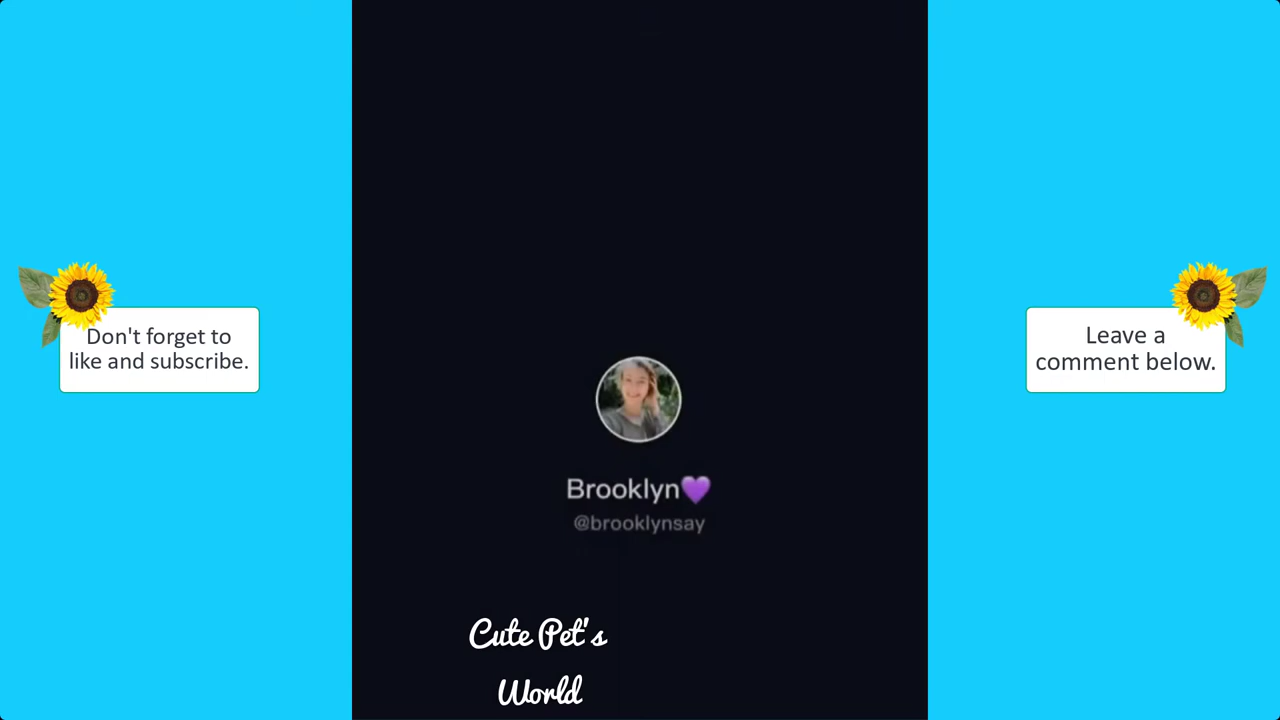 Don't forget to
like and subscribe.
Leave a
comment below.
Brooklyn💜
@brooklynsay
Cute Pet's
World